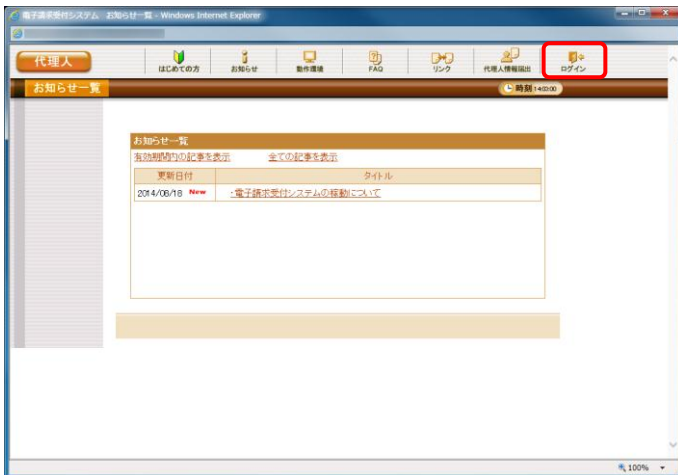 電子請求受付システム お知らせ一覧 - Windows Internet Explorer
代理人
はじめての方
お知らせ
動作環境
FAQ
リンク
代理人情報届出
ログイン
お知らせ一覧
時刻 14:03:00
お知らせ一覧
有効期間内の記事を表示 全ての記事を表示
更新日付 タイトル
2014/08/18 New ・電子請求受付システムの稼動について
100%